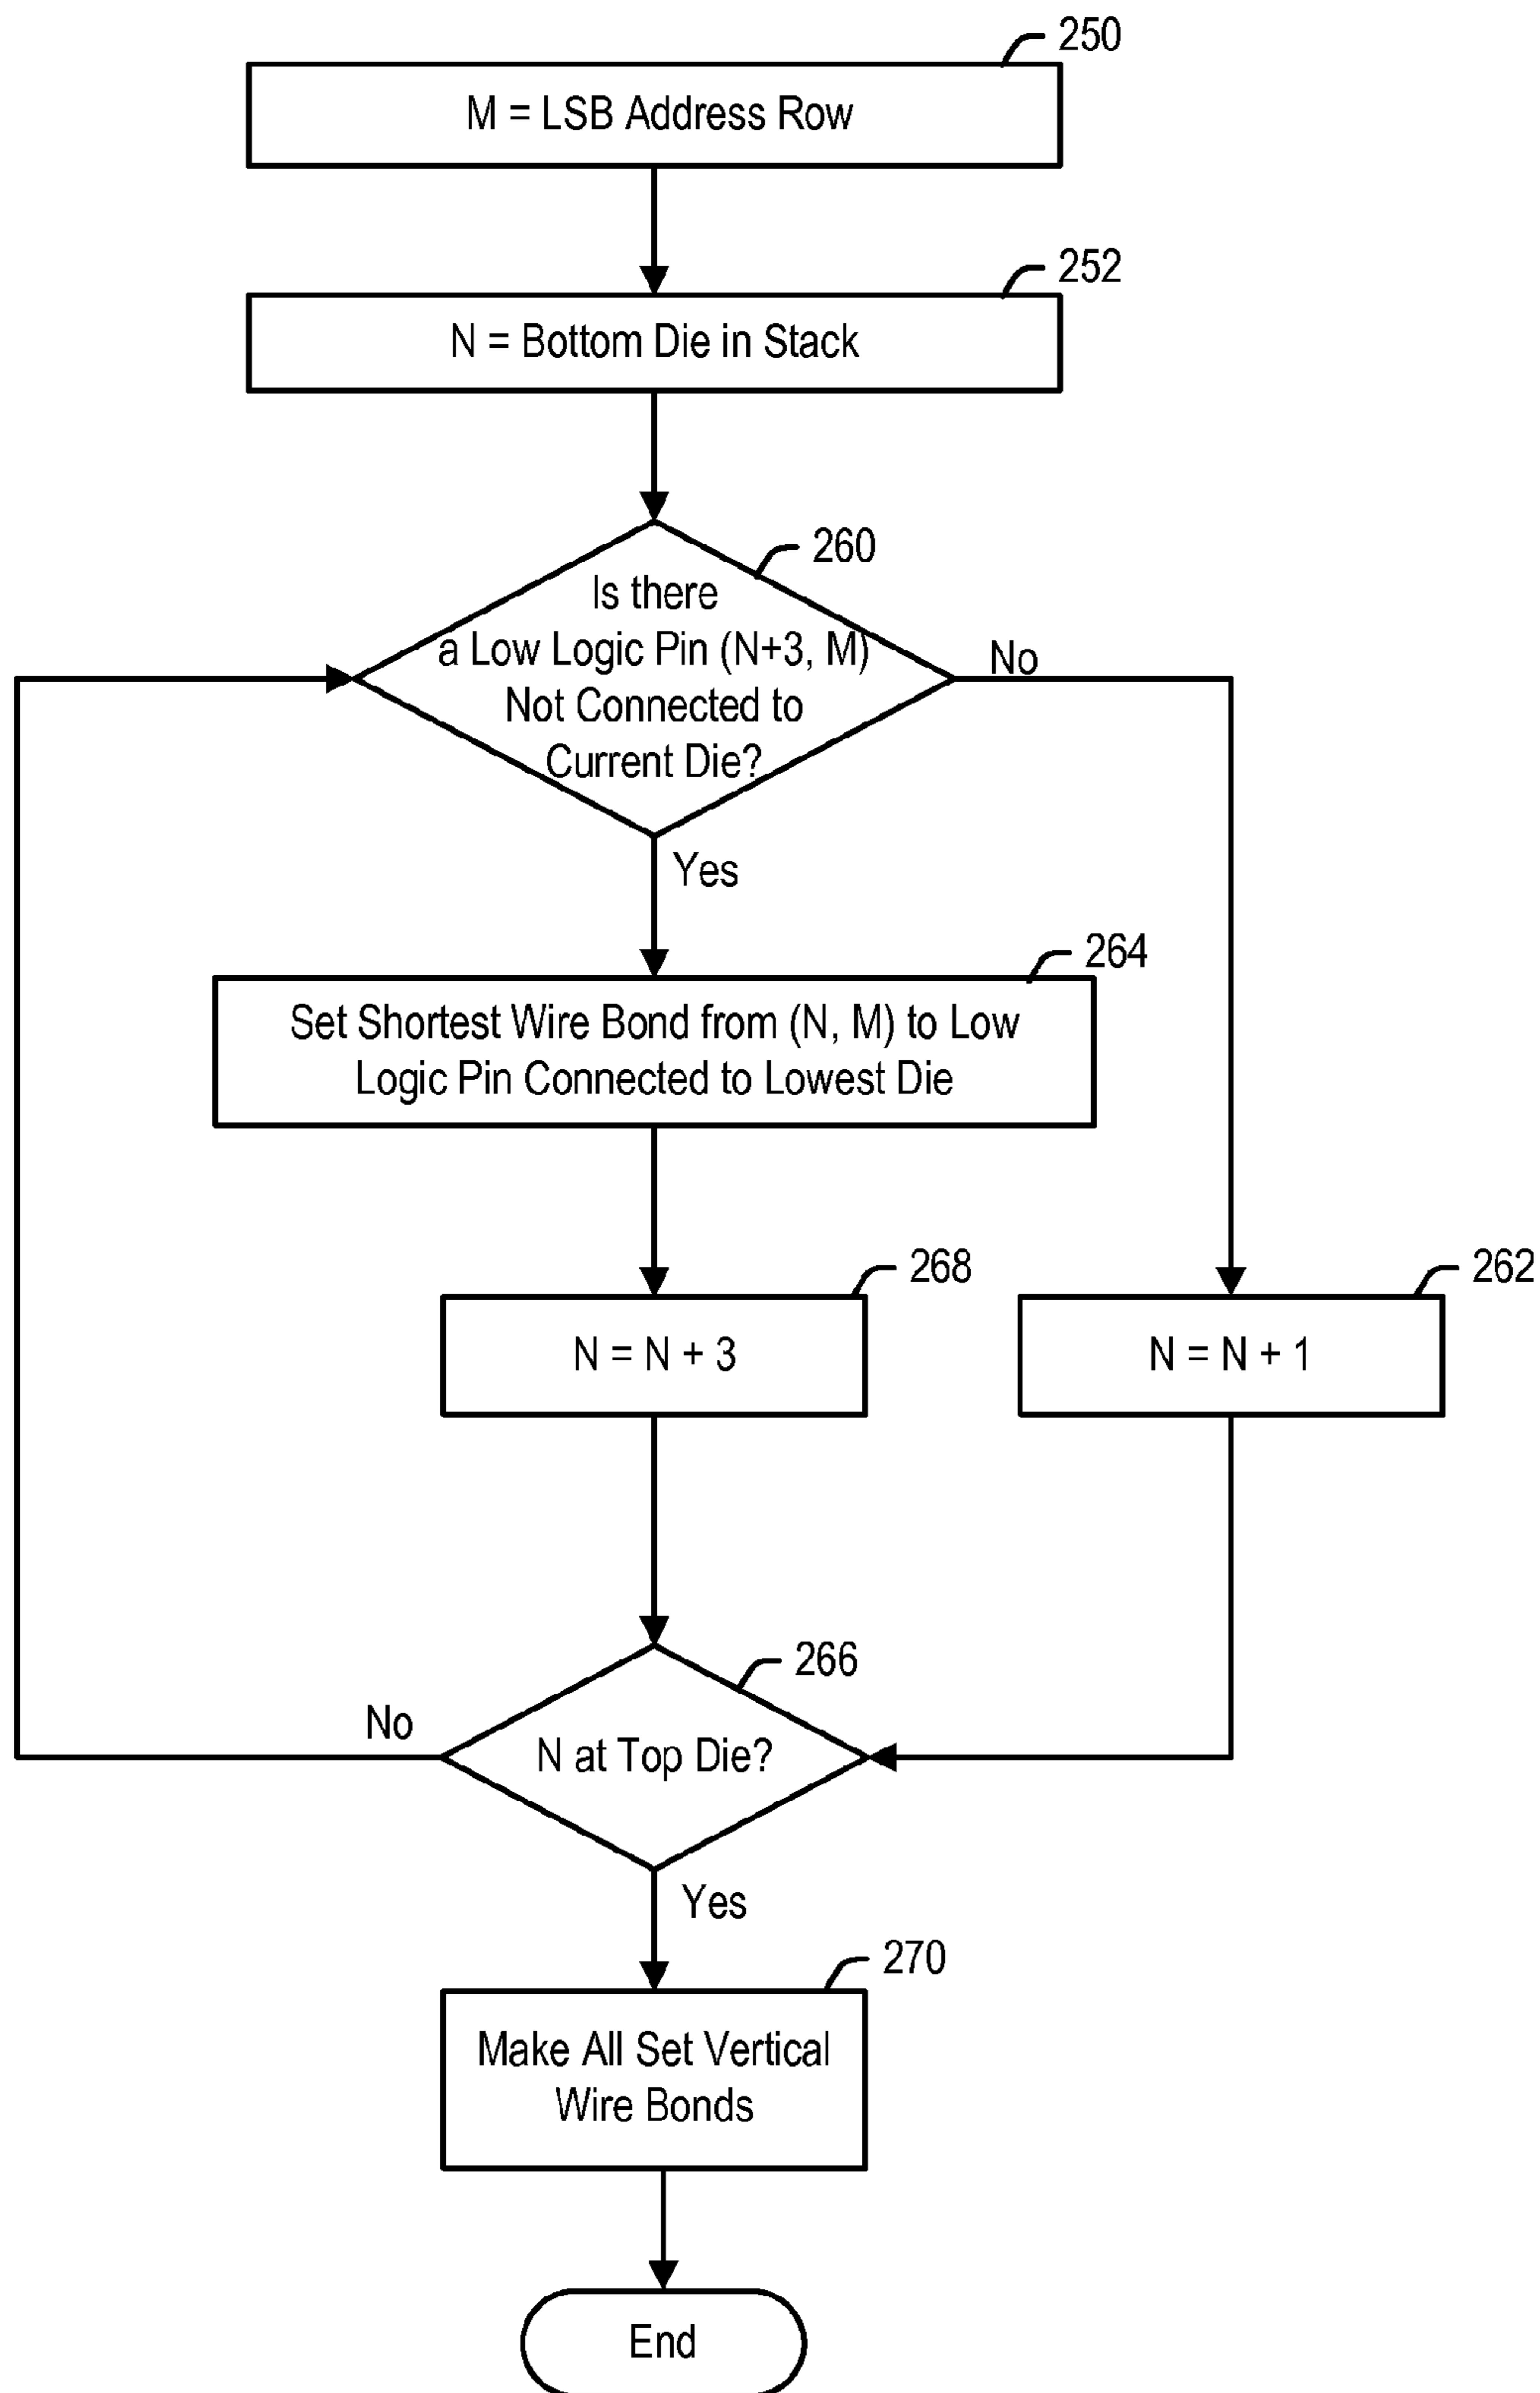 250
M = LSB Address Row
252
N = Bottom Die in Stack
260
Is there
a Low Logic Pin (N+3, M)
Not Connected to
Current Die?
No
Yes
264
Set Shortest Wire Bond from (N, M) to Low
Logic Pin Connected to Lowest Die
268
N = N + 3
262
N = N + 1
266
No
N at Top Die?
Yes
270
Make All Set Vertical
Wire Bonds
End